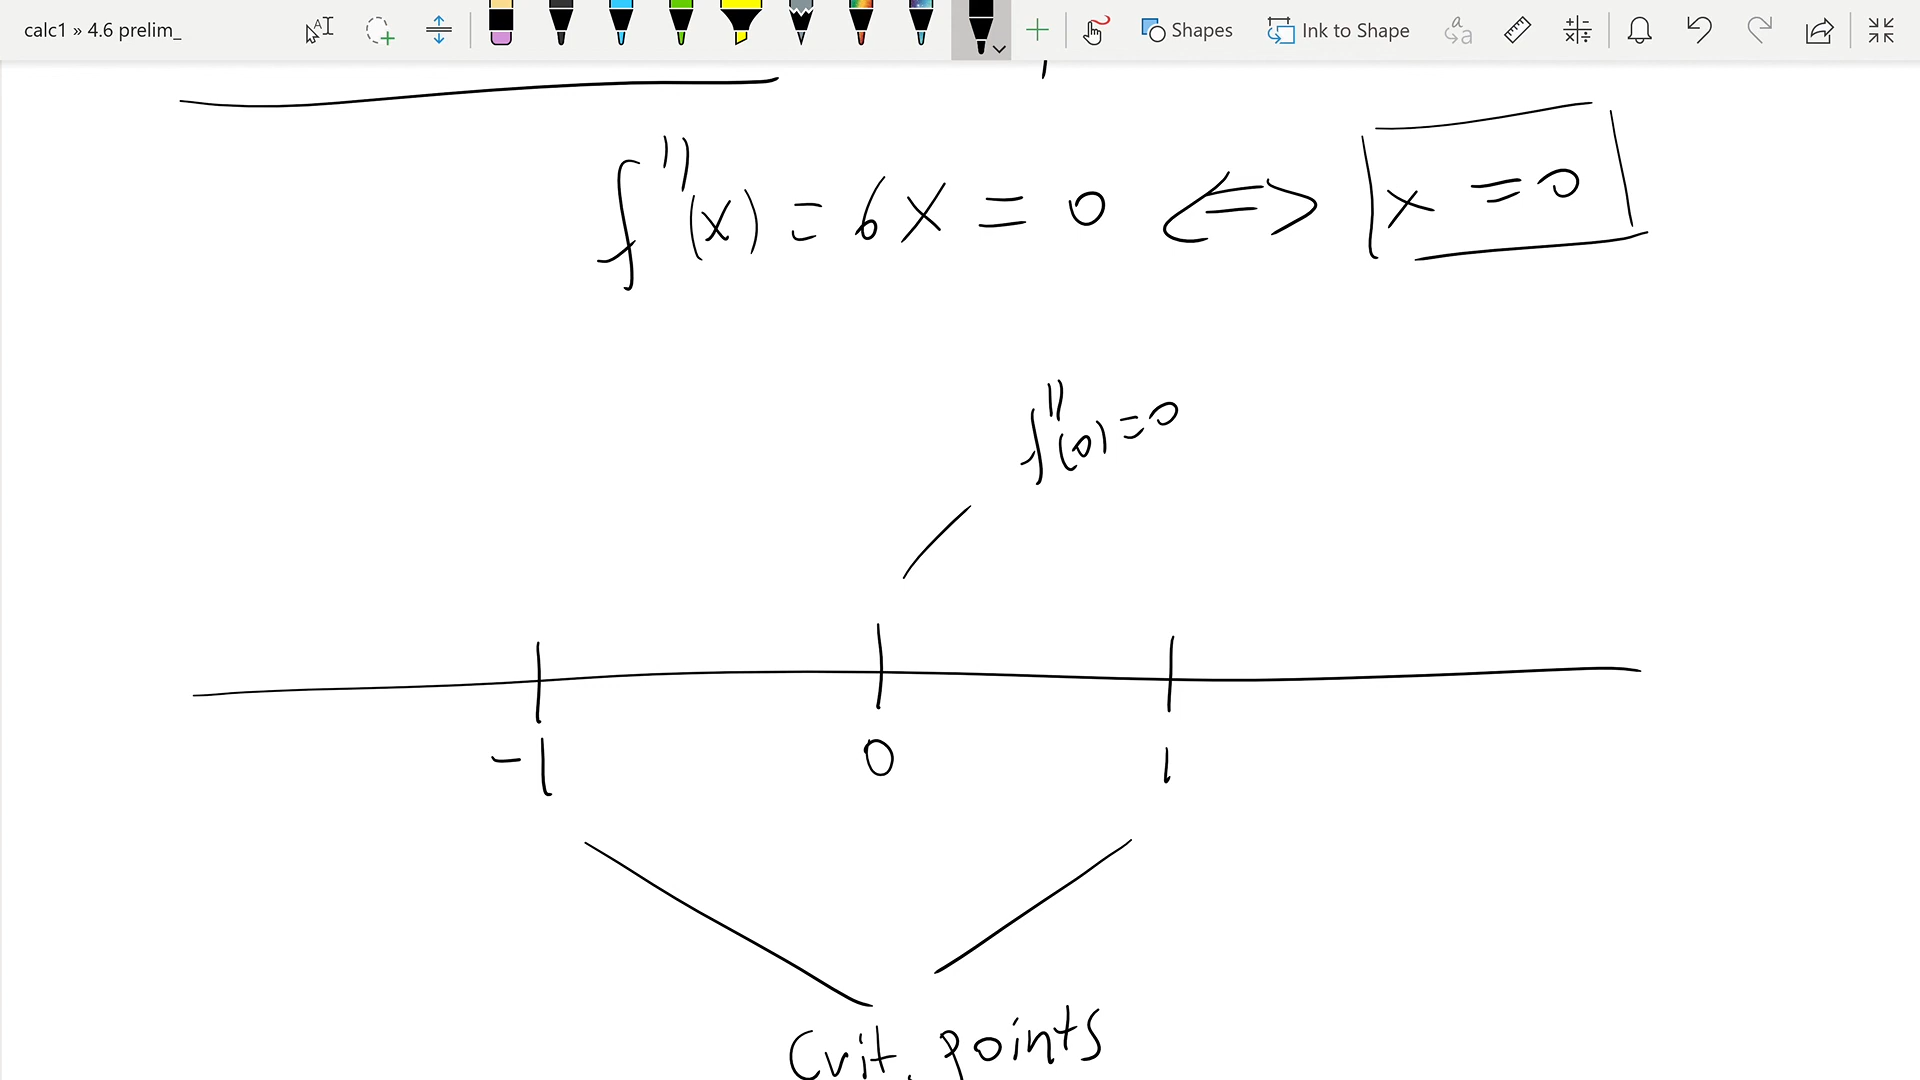 calc1 » 4.6 prelim_
Shapes
Ink to Shape
f''(x) = 6x = 0 ⟺ x = 0
f''(0) = 0
-1 0 1
Crit. points